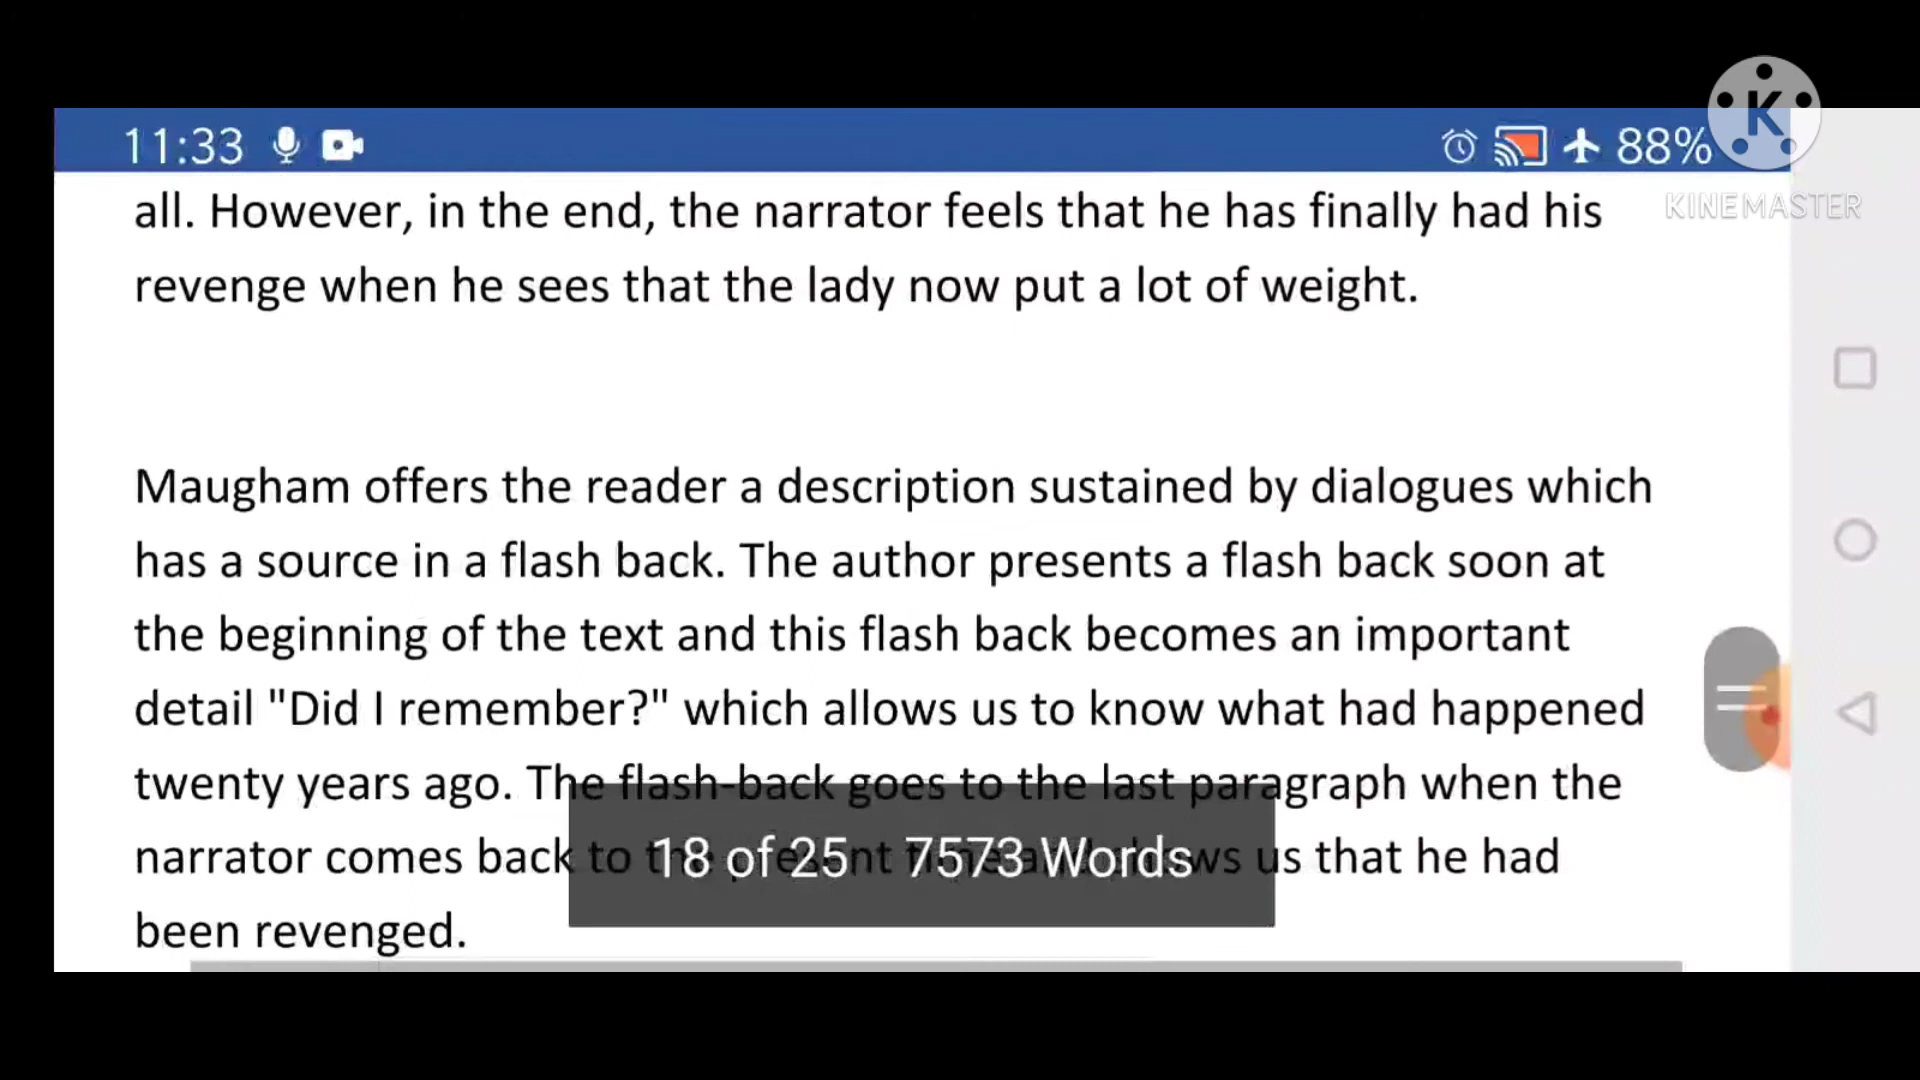 11:33
88%
K
KINEMASTER
all. However, in the end, the narrator feels that he has finally had his
revenge when he sees that the lady now put a lot of weight.
Maugham offers the reader a description sustained by dialogues which
has a source in a flash back. The author presents a flash back soon at
the beginning of the text and this flash back becomes an important
detail "Did I remember?" which allows us to know what had happened
twenty years ago. The flash-back goes to the last paragraph when the
narrator comes back to the present time and shows us that he had
18 of 25 7573 Words
been revenged.